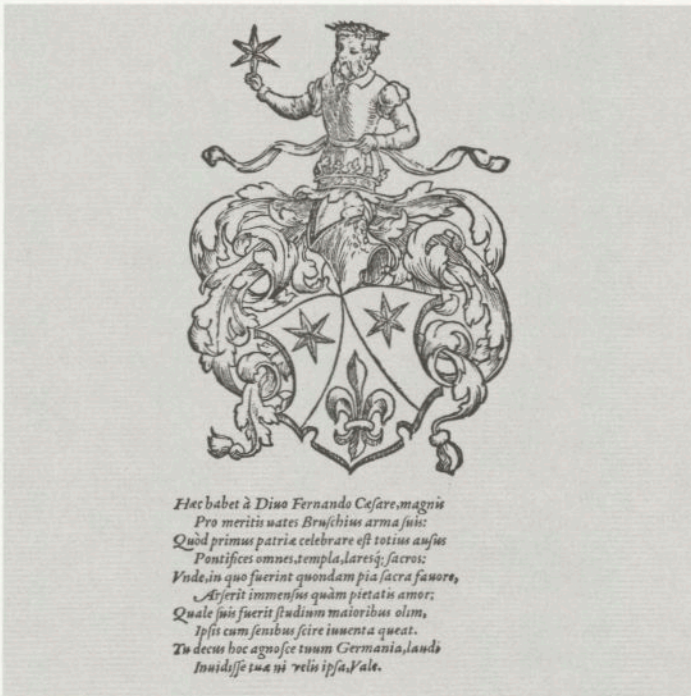 Hæc habet à Diuo Fernando Cæſare, magnis
Pro meritis uates Bruſchius arma ſuis:
Quòd primus patriæ celebrare eſt totius auſus
Pontifices omnes, templa, laresq́; ſacros:
Vnde, in quo fuerint quondam pia ſacra fauore,
Arſerit immenſus quàm pietatis amor:
Quale ſuis fuerit ſtudium maioribus olim,
Ipſis cum ſenibus ſcire iuuenta queat.
Tu decus hoc agnoſce tuum Germania, laudi
Inuidiſſe tuæ ni velis ipſa, Vale.